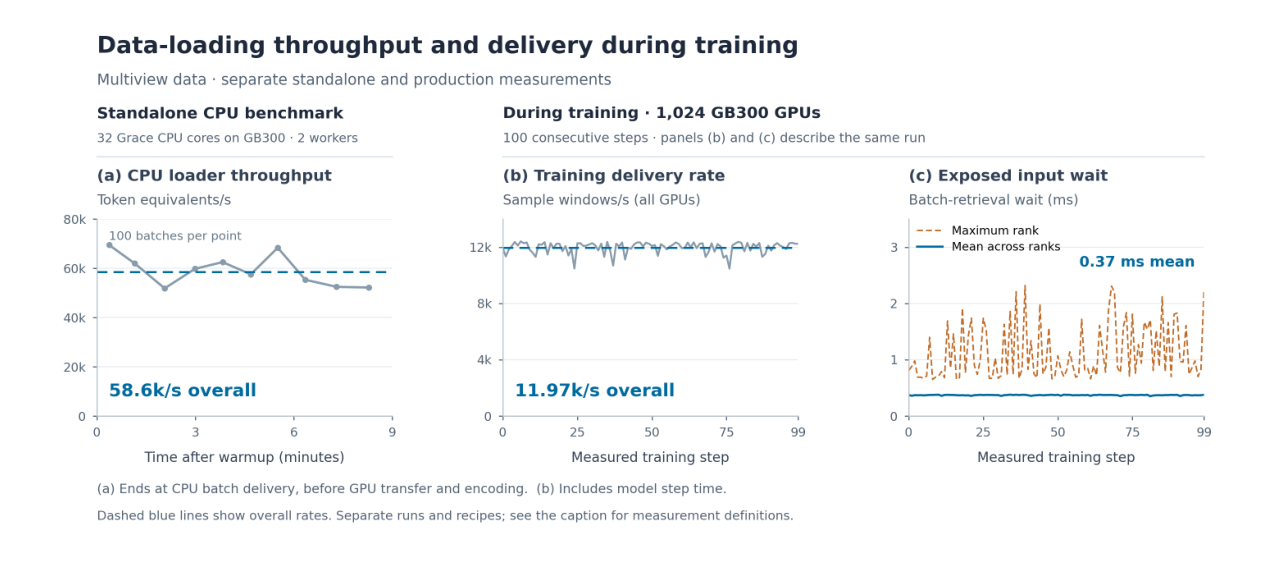 Data-loading throughput and delivery during training
Multiview data · separate standalone and production measurements
Standalone CPU benchmark
32 Grace CPU cores on GB300 · 2 workers
During training · 1,024 GB300 GPUs
100 consecutive steps · panels (b) and (c) describe the same run
(a) CPU loader throughput
Token equivalents/s
80k
60k
40k
20k
0
100 batches per point
58.6k/s overall
0
3
6
9
Time after warmup (minutes)
(b) Training delivery rate
Sample windows/s (all GPUs)
12k
8k
4k
0
11.97k/s overall
0
25
50
75
99
Measured training step
(c) Exposed input wait
Batch-retrieval wait (ms)
3
2
1
0
Maximum rank
Mean across ranks
0.37 ms mean
0
25
50
75
99
Measured training step
(a) Ends at CPU batch delivery, before GPU transfer and encoding.  (b) Includes model step time.
Dashed blue lines show overall rates. Separate runs and recipes; see the caption for measurement definitions.